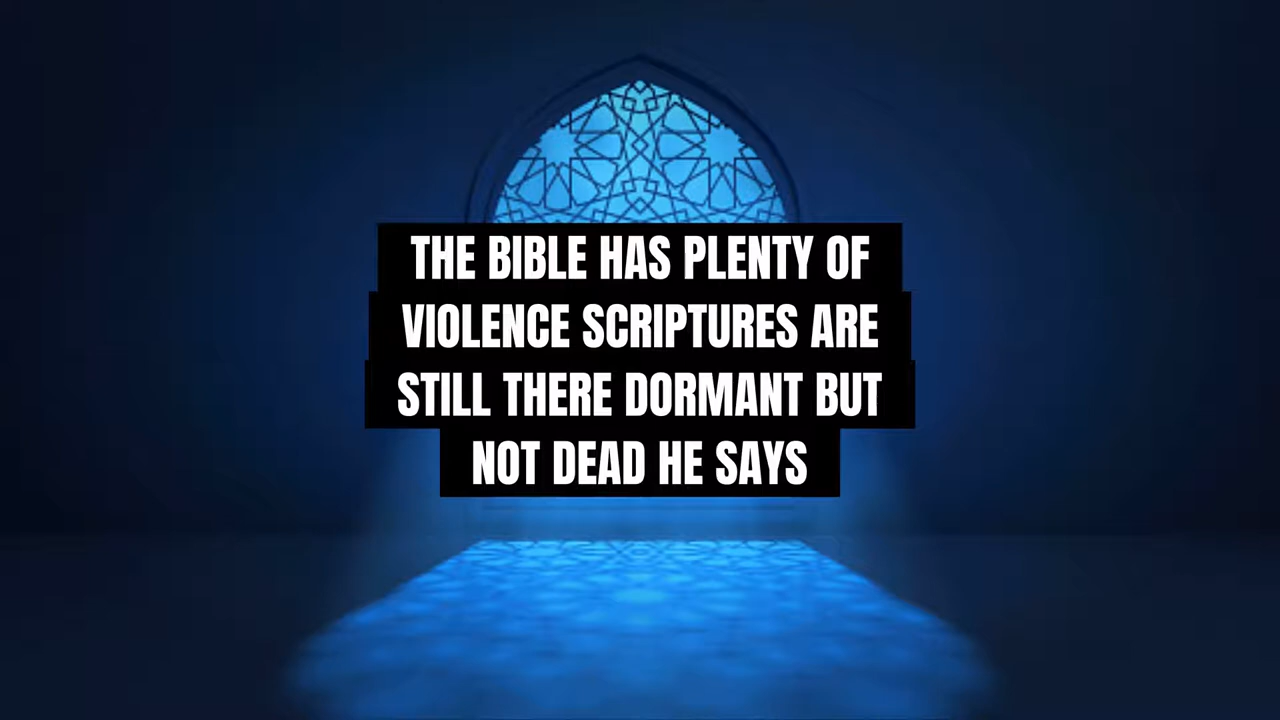 THE BIBLE HAS PLENTY OF
VIOLENCE SCRIPTURES ARE
STILL THERE DORMANT BUT
NOT DEAD HE SAYS